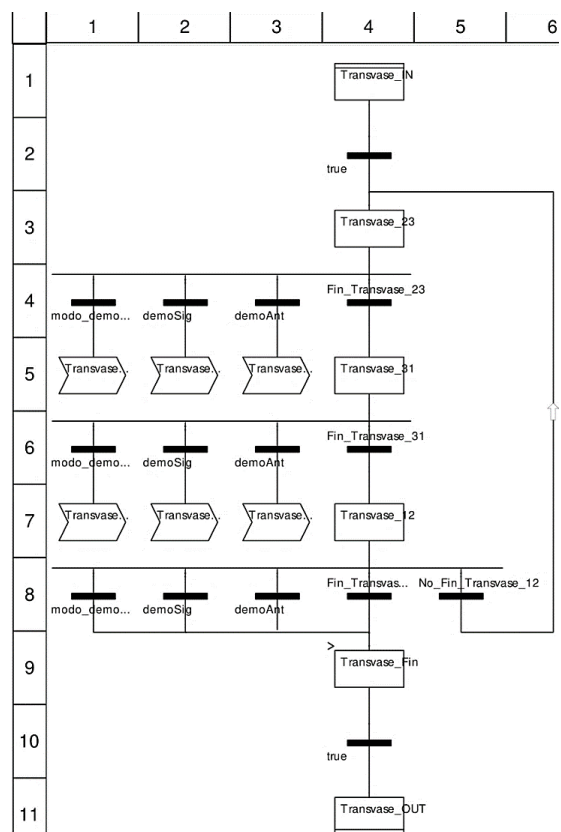 1 2 3 4 5 6
1 Transvase_IN
2 true
3 Transvase_23
4 modo_demo... demoSig demoAnt Fin_Transvase_23
5 Transvase... Transvase... Transvase... Transvase_31
6 modo_demo... demoSig demoAnt Fin_Transvase_31
7 Transvase... Transvase... Transvase... Transvase_12
8 modo_demo... demoSig demoAnt Fin_Transvas... No_Fin_Transvase_12
9 > Transvase_Fin
10 true
11 Transvase_OUT